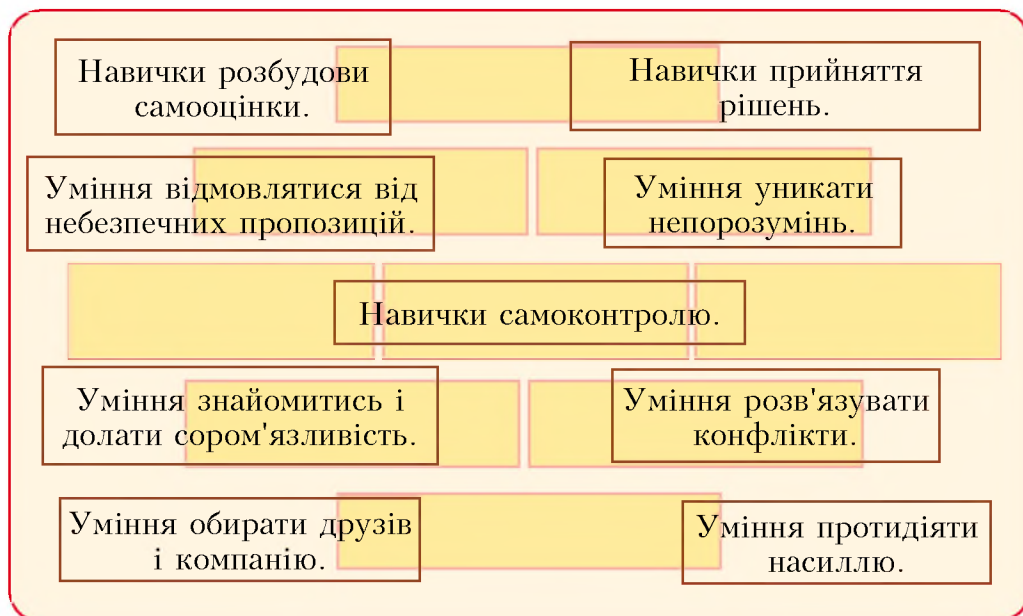 Навички розбудови
самооцінки.
Навички прийняття
рішень.
Уміння відмовлятися від
небезпечних пропозицій.
Уміння уникати
непорозумінь.
Навички самоконтролю.
Уміння знайомитись і
долати сором'язливість.
Уміння розв'язувати
конфлікти.
Уміння обирати друзів
і компанію.
Уміння протидіяти
насиллю.